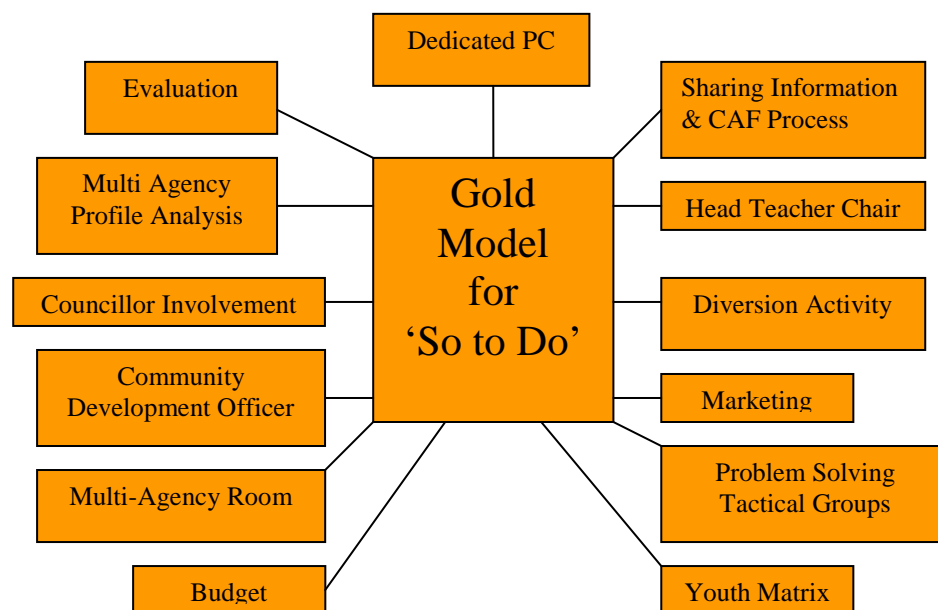 Dedicated PC
Evaluation
Sharing Information
& CAF Process
Multi Agency
Profile Analysis
Gold
Model
for
‘So to Do’
Head Teacher Chair
Councillor Involvement
Diversion Activity
Community
Development Officer
Marketing
Multi-Agency Room
Problem Solving
Tactical Groups
Budget
Youth Matrix